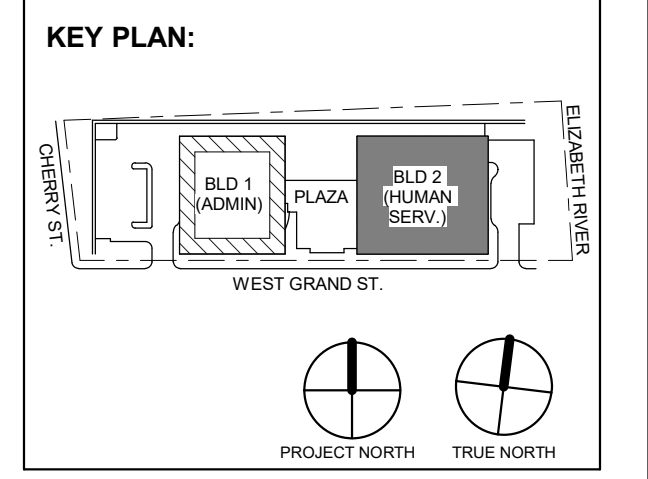 KEY PLAN:
CHERRY ST.
BLD 1
(ADMIN)
PLAZA
BLD 2
(HUMAN
SERV.)
ELIZABETH RIVER
WEST GRAND ST.
PROJECT NORTH
TRUE NORTH